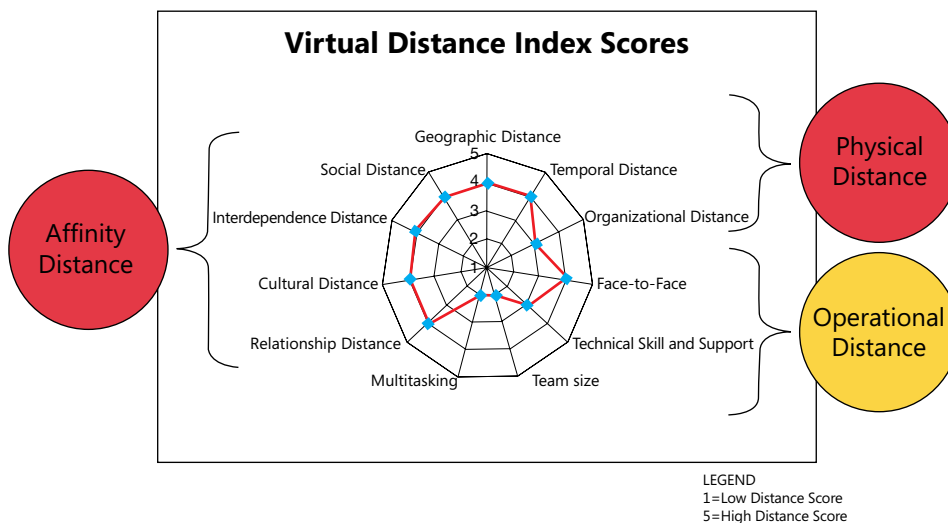 Virtual Distance Index Scores
Geographic Distance
Social Distance
Temporal Distance
Interdependence Distance
Organizational Distance
Cultural Distance
Face-to-Face
Relationship Distance
Technical Skill and Support
Multitasking
Team size
5
4
3
2
1
Affinity
Distance
Physical
Distance
Operational
Distance
LEGEND
1=Low Distance Score
5=High Distance Score